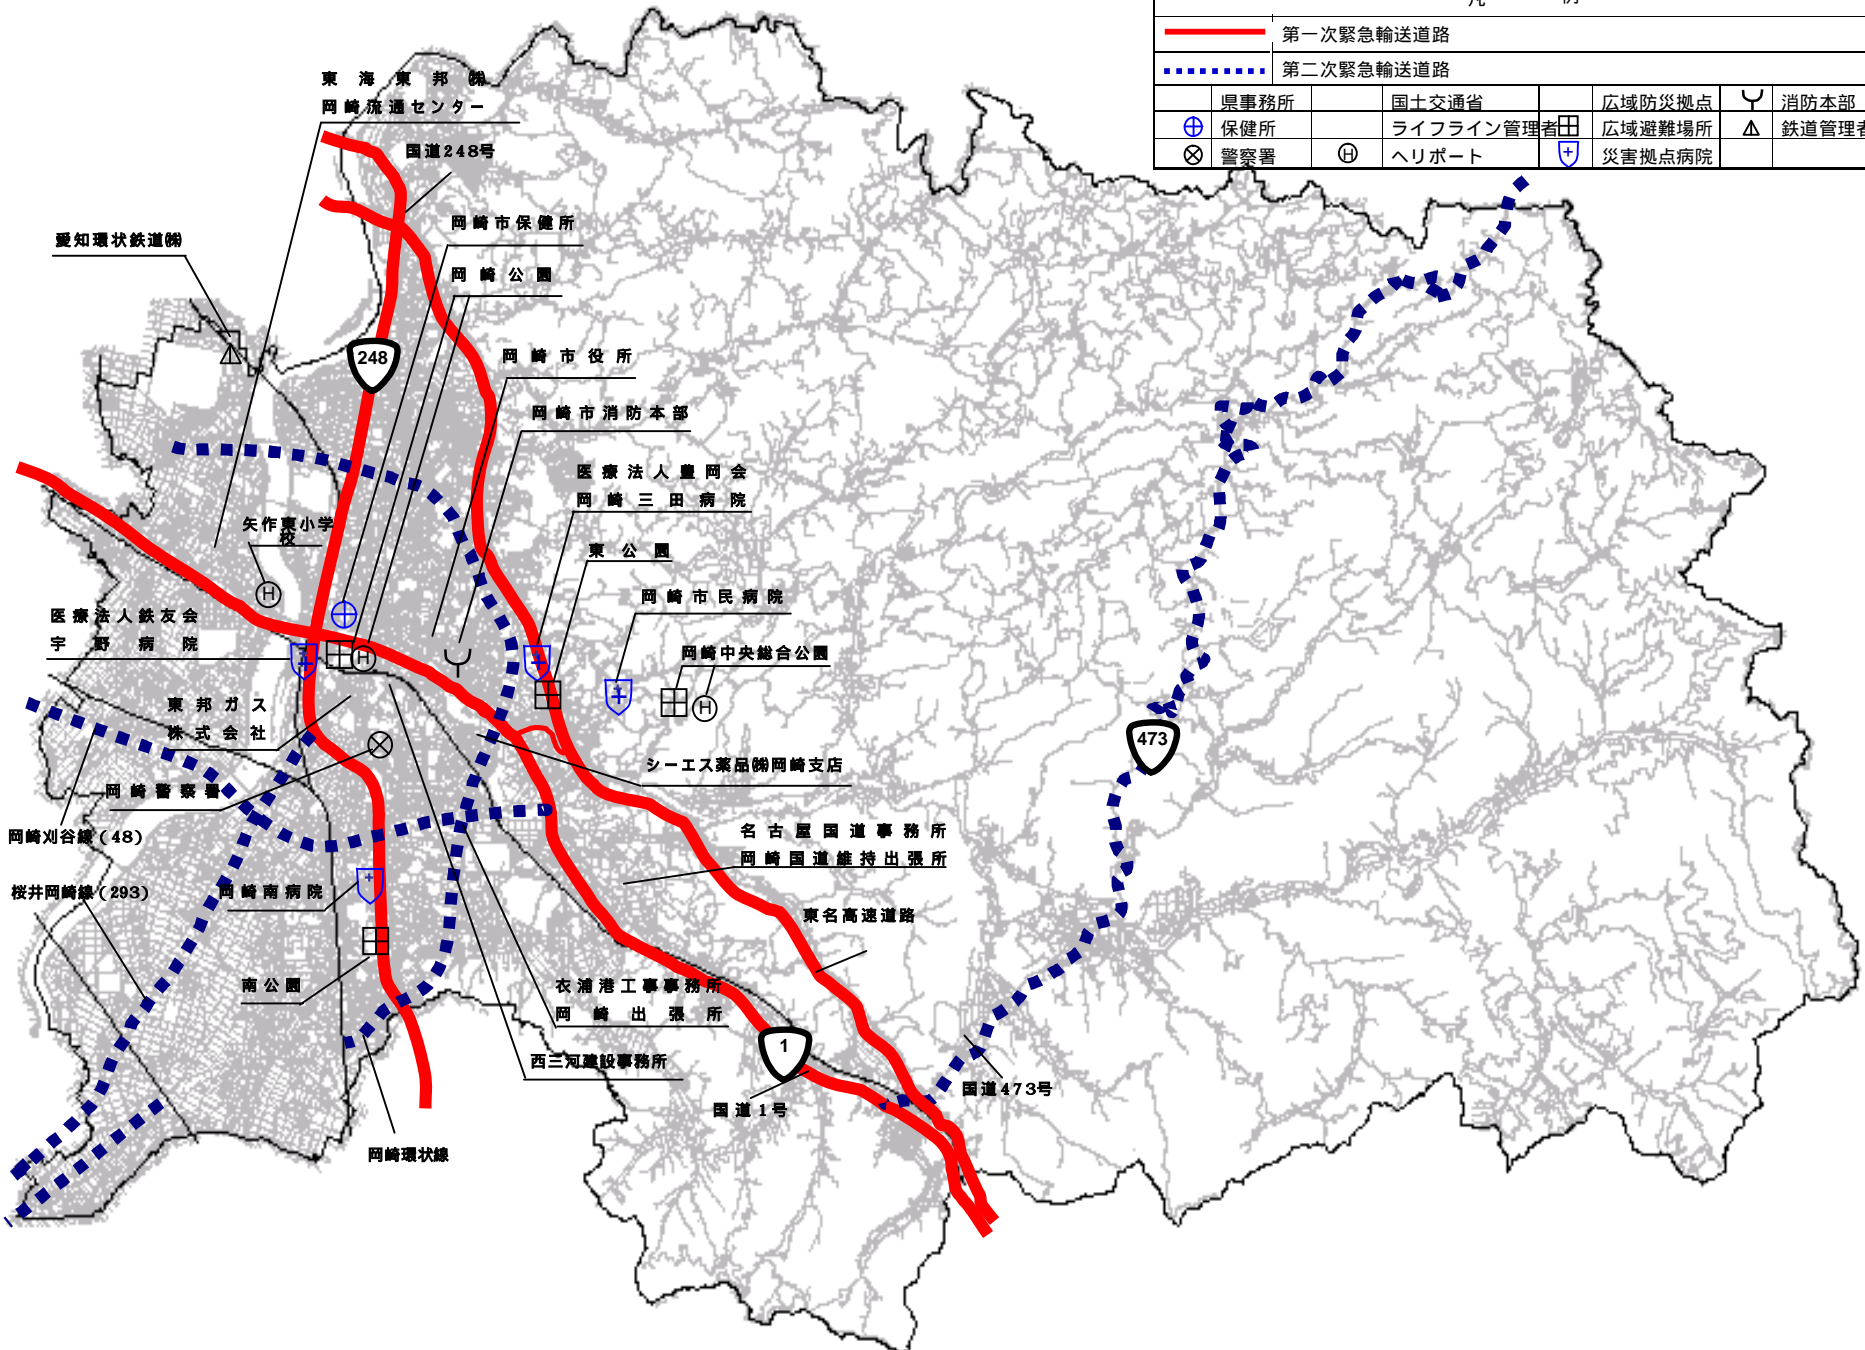 凡 例
第一次緊急輸送道路
第二次緊急輸送道路
県事務所 国土交通省 広域防災拠点 消防本部
保健所 ライフライン管理者 広域避難場所 鉄道管理者
警察署 H ヘリポート 災害拠点病院
東海東邦㈱
岡崎流通センター
国道248号
岡崎市保健所
愛知環状鉄道㈱
岡崎公園
248
岡崎市役所
岡崎市消防本部
医療法人豊岡会
岡崎三田病院
矢作東小学
校
東公園
H
岡崎市民病院
医療法人鉄友会
宇野病院
H
岡崎中央総合公園
H
東邦ガス
株式会社
473
シーエス薬品㈱岡崎支店
岡崎警察署
岡崎刈谷線(48)
名古屋国道事務所
岡崎国道維持出張所
桜井岡崎線(293)
岡崎南病院
東名高速道路
南公園
衣浦港工事事務所
岡崎出張所
1
西三河建設事務所
国道473号
国道1号
岡崎環状線